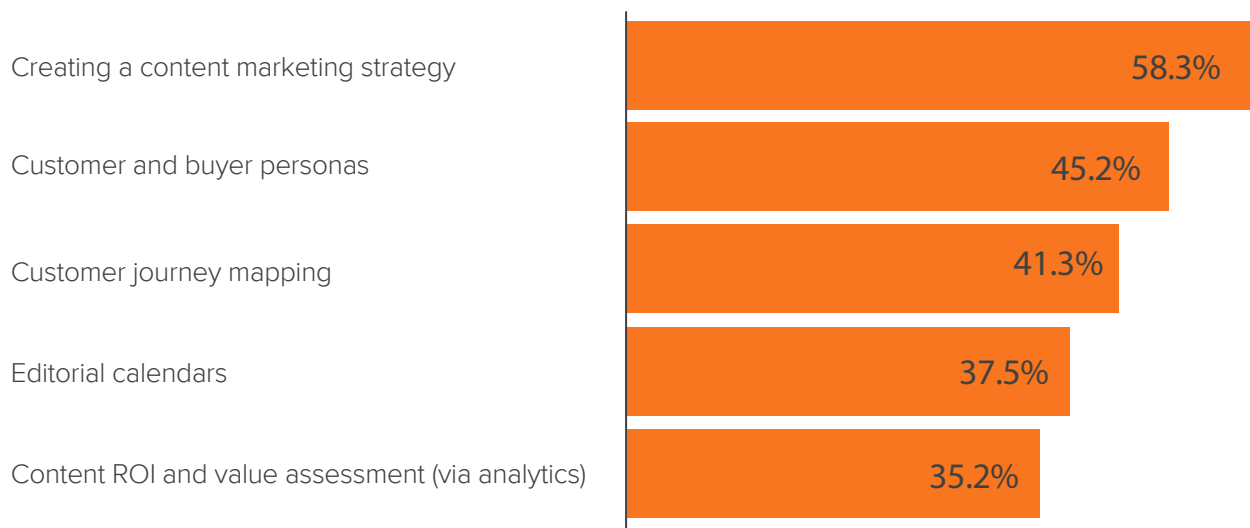 Creating a content marketing strategy
58.3%
Customer and buyer personas
45.2%
Customer journey mapping
41.3%
Editorial calendars
37.5%
Content ROI and value assessment (via analytics)
35.2%